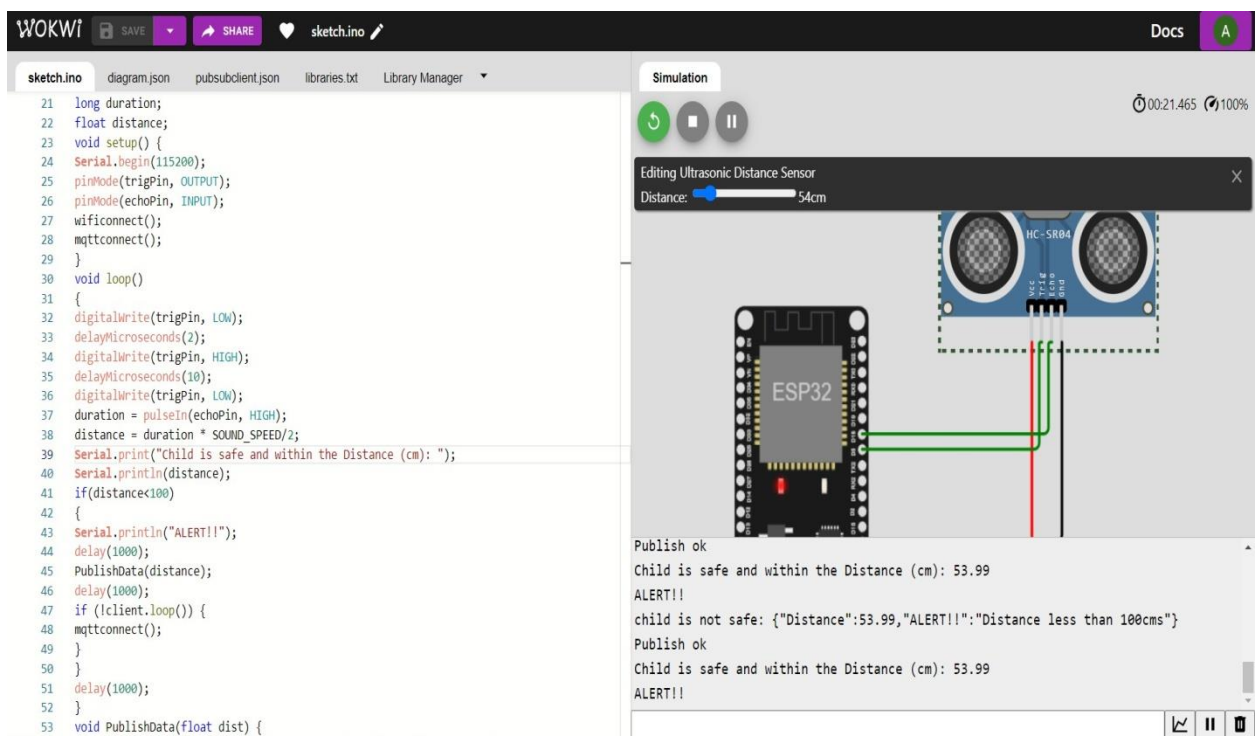 WOKWi SAVE SHARE sketch.ino Docs A
sketch.ino diagram.json pubsubclient.json libraries.txt Library Manager
21 long duration;
22 float distance;
23 void setup() {
24 Serial.begin(115200);
25 pinMode(trigPin, OUTPUT);
26 pinMode(echoPin, INPUT);
27 wificonnect();
28 mqttconnect();
29 }
30 void loop()
31 {
32 digitalWrite(trigPin, LOW);
33 delayMicroseconds(2);
34 digitalWrite(trigPin, HIGH);
35 delayMicroseconds(10);
36 digitalWrite(trigPin, LOW);
37 duration = pulseIn(echoPin, HIGH);
38 distance = duration * SOUND_SPEED/2;
39 Serial.print("Child is safe and within the Distance (cm): ");
40 Serial.println(distance);
41 if(distance<100)
42 {
43 Serial.println("ALERT!!");
44 delay(1000);
45 PublishData(distance);
46 delay(1000);
47 if (!client.loop()) {
48 mqttconnect();
49 }
50 }
51 delay(1000);
52 }
53 void PublishData(float dist) {
Simulation
00:21.465 100%
Editing Ultrasonic Distance Sensor X
Distance: 54cm
HC-SR04
Vcc
Trig
Echo
Gnd
ESP32
Publish ok
Child is safe and within the Distance (cm): 53.99
ALERT!!
child is not safe: {"Distance":53.99,"ALERT!!":"Distance less than 100cms"}
Publish ok
Child is safe and within the Distance (cm): 53.99
ALERT!!